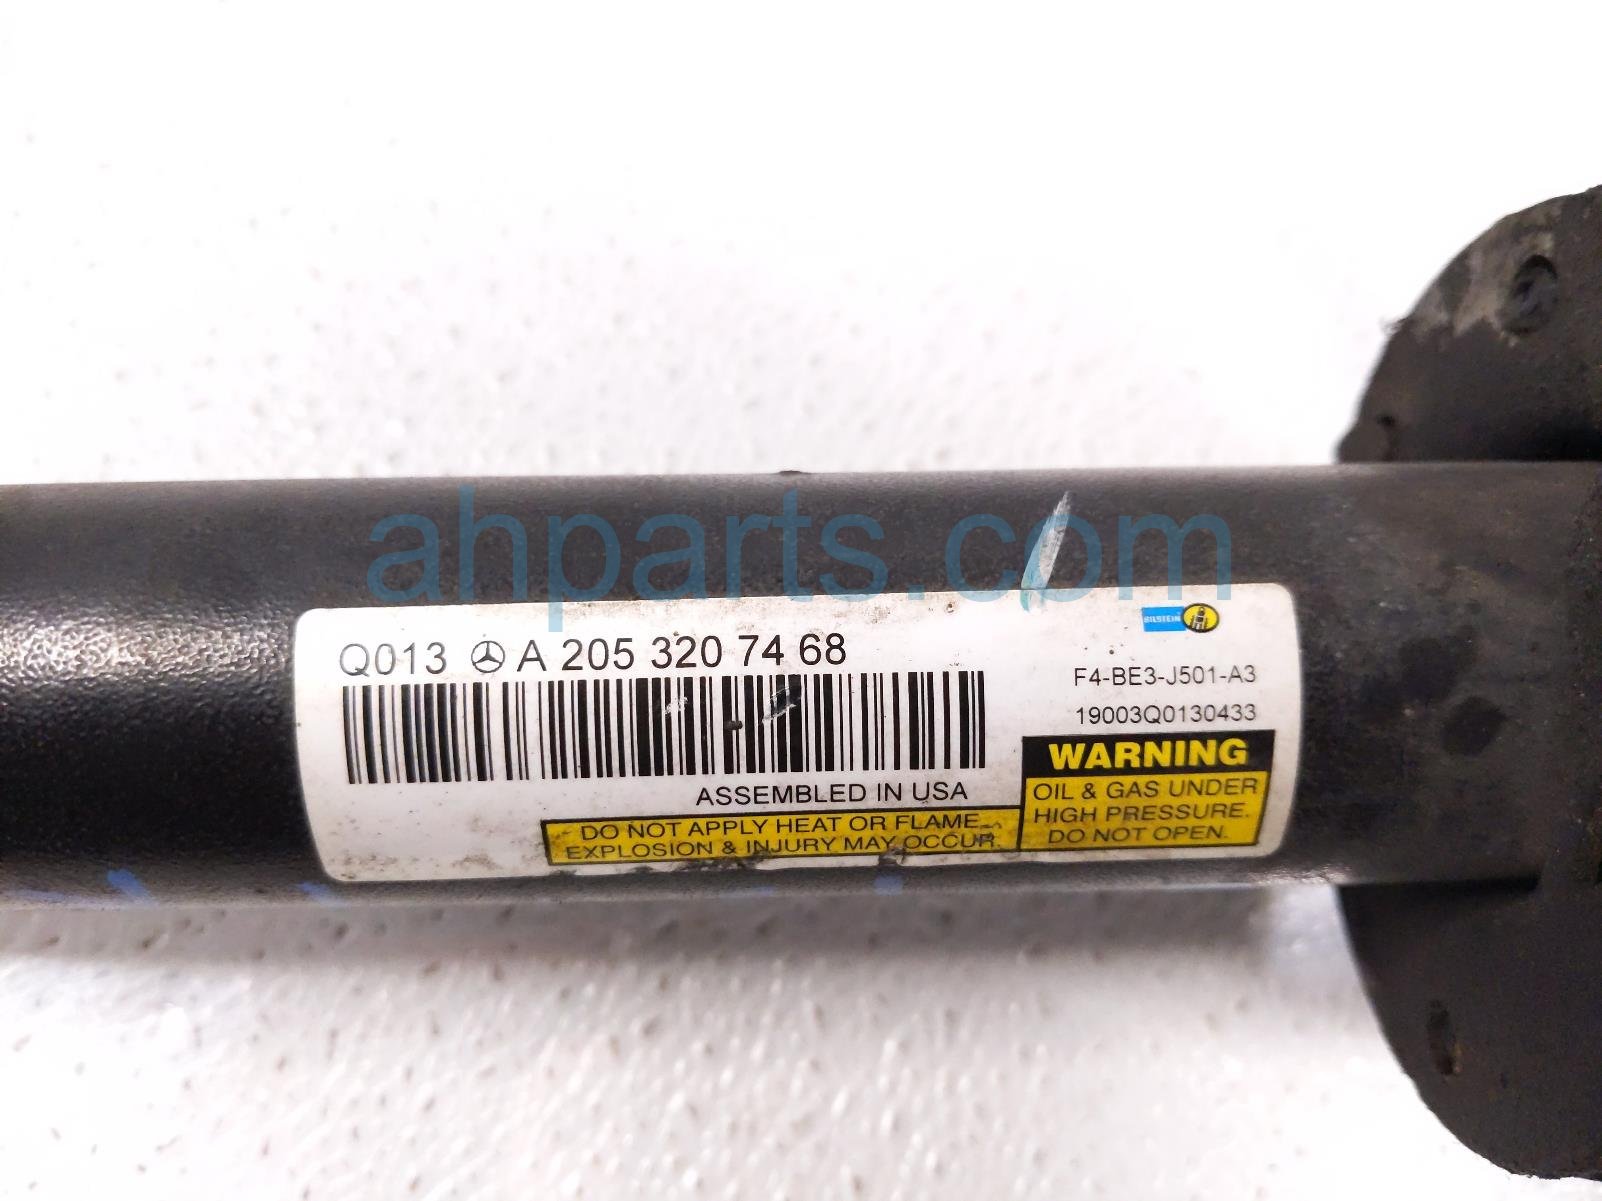 ahparts.com
Q013 A 205 320 74 68
BILSTEIN
F4-BE3-J501-A3
19003Q0130433
ASSEMBLED IN USA
WARNING
OIL & GAS UNDER
HIGH PRESSURE.
DO NOT OPEN.
DO NOT APPLY HEAT OR FLAME.
EXPLOSION & INJURY MAY OCCUR.